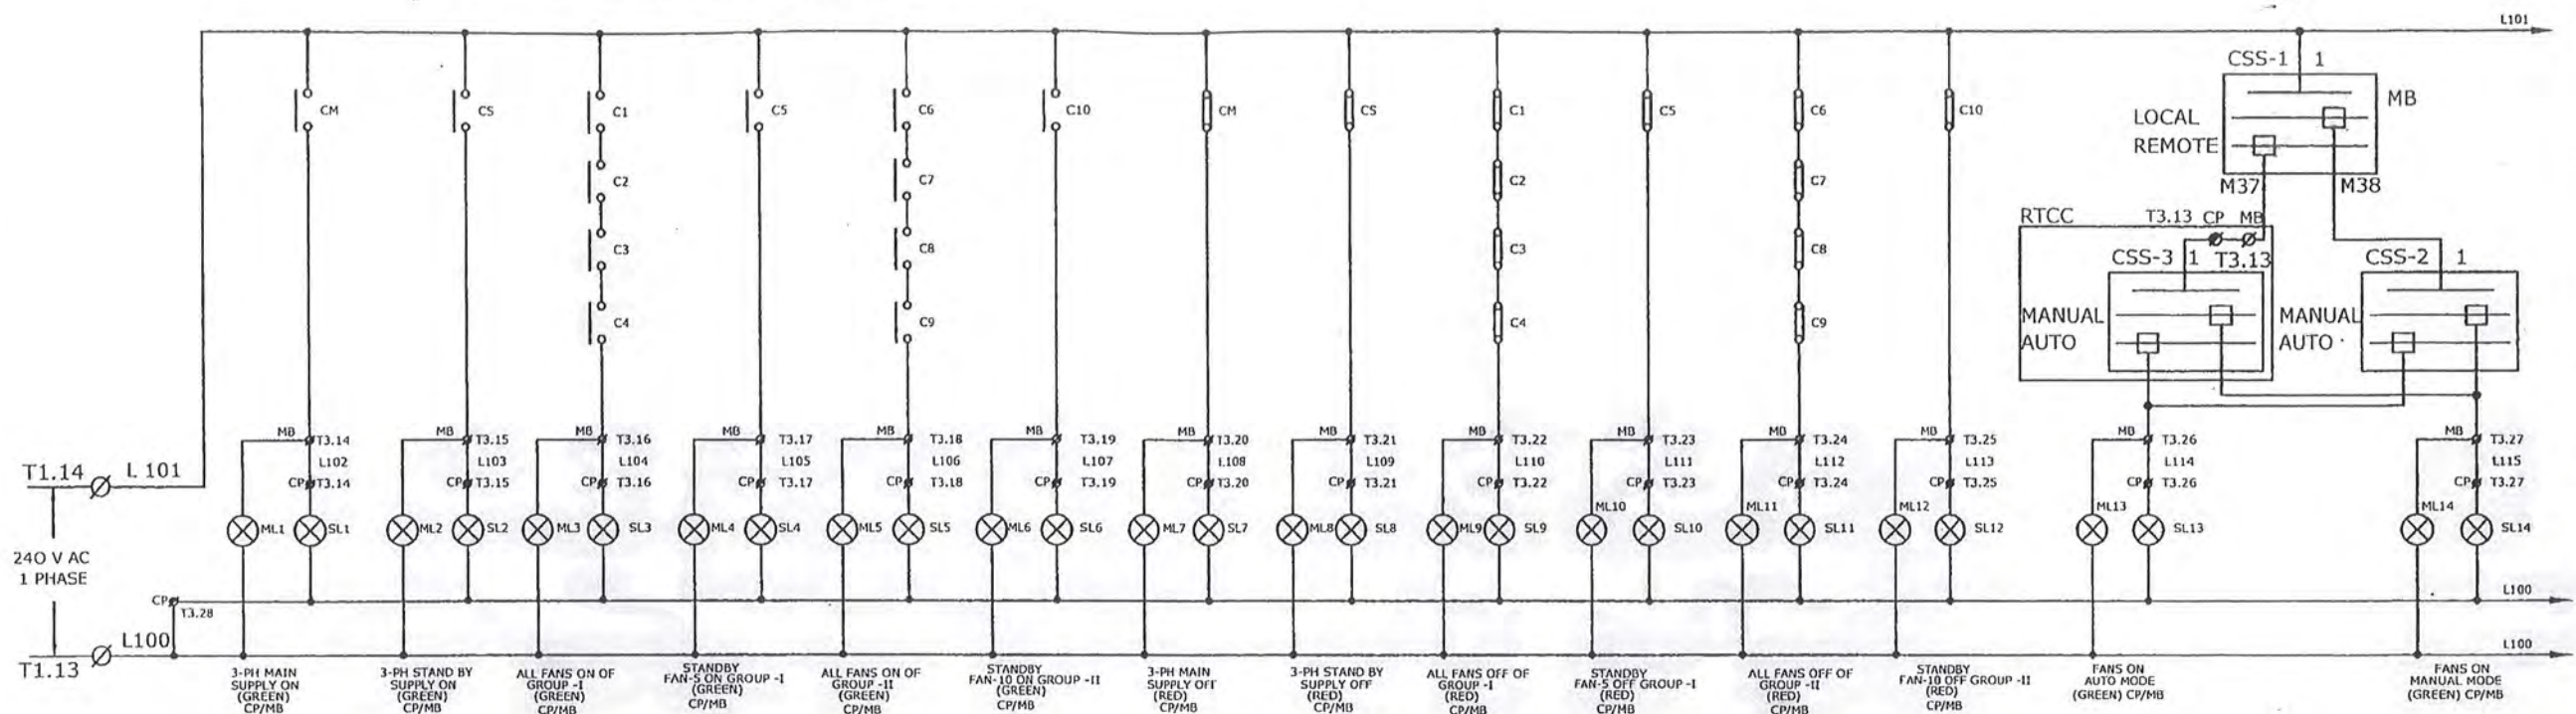 L101
CSS-1 1
MB
LOCAL
REMOTE
M37
M38
CM
CS
C1
C5
C6
C10
CM
CS
C1
C5
C6
C10
C2
C7
C2
C7
C3
C8
C3
C8
C4
C9
C4
C9
RTCC
T3.13 CP MB
CSS-3 1 T3.13
CSS-2 1
MANUAL
AUTO
MANUAL
AUTO
MB T3.14
L102
CP T3.14
MB T3.15
L103
CP T3.15
MB T3.16
L104
CP T3.16
MB T3.17
L105
CP T3.17
MB T3.18
L106
CP T3.18
MB T3.19
L107
CP T3.19
MB T3.20
L108
CP T3.20
MB T3.21
L109
CP T3.21
MB T3.22
L110
CP T3.22
MB T3.23
L111
CP T3.23
MB T3.24
L112
CP T3.24
MB T3.25
L113
CP T3.25
MB T3.26
L114
CP T3.26
MB T3.27
L115
CP T3.27
T1.14 L 101
ML1 SL1
ML2 SL2
ML3 SL3
ML4 SL4
ML5 SL5
ML6 SL6
ML7 SL7
ML8 SL8
ML9 SL9
ML10 SL10
ML11 SL11
ML12 SL12
ML13 SL13
ML14 SL14
240 V AC
1 PHASE
CP
T3.28
L100
L100
T1.13
L100
3-PH MAIN
SUPPLY ON
(GREEN)
CP/MB
3-PH STAND BY
SUPPLY ON
(GREEN)
CP/MB
ALL FANS ON OF
GROUP -I
(GREEN)
CP/MB
STANDBY
FAN-5 ON GROUP -I
(GREEN)
CP/MB
ALL FANS ON OF
GROUP -II
(GREEN)
CP/MB
STANDBY
FAN-10 ON GROUP -II
(GREEN)
CP/MB
3-PH MAIN
SUPPLY OFF
(RED)
CP/MB
3-PH STAND BY
SUPPLY OFF
(RED)
CP/MB
ALL FANS OFF OF
GROUP -I
(RED)
CP/MB
STANDBY
FAN-5 OFF GROUP -I
(RED)
CP/MB
ALL FANS OFF OF
GROUP -II
(RED)
CP/MB
STANDBY
FAN-10 OFF GROUP -II
(RED)
CP/MB
FANS ON
AUTO MODE
(GREEN) CP/MB
FANS ON
MANUAL MODE
(GREEN) CP/MB